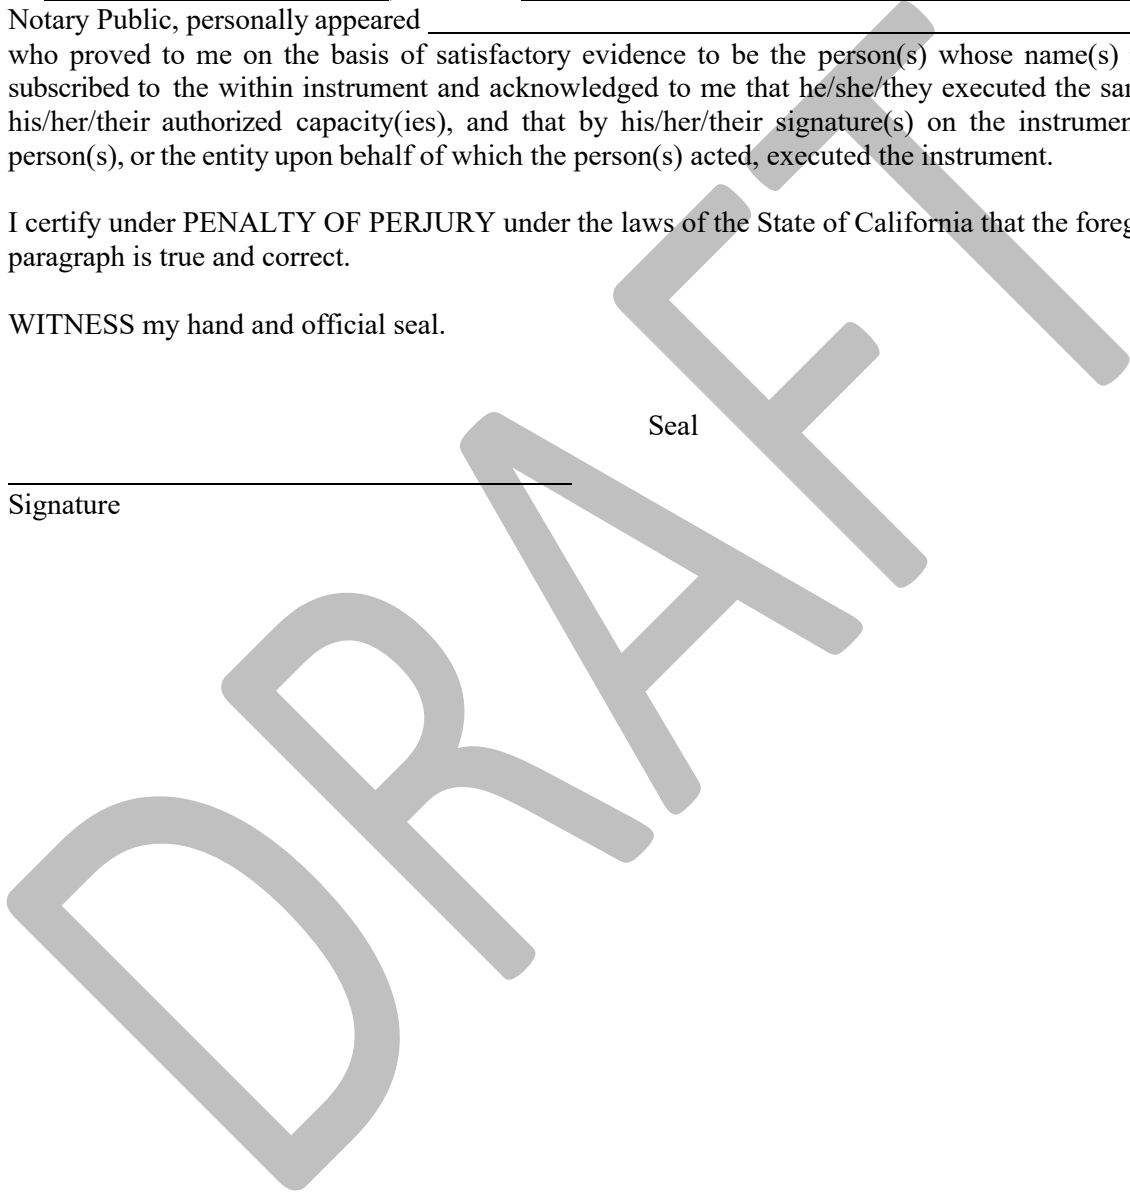 Notary Public, personally appeared
who proved to me on the basis of satisfactory evidence to be the person(s) whose name(s)
subscribed to the within instrument and acknowledged to me that he/she/they executed the
his/her/their authorized capacity(ies), and that by his/her/their signature(s) on the
person(s), or the entity upon behalf of which the person(s) acted, executed the instrument.
I certify under PENALTY OF PERJURY under the laws of the State of California that the
paragraph is true and correct.
WITNESS my hand and official seal.
Seal
Signature
DRAFT